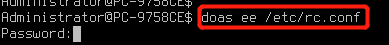 Administrator@PC-9758CE$
Administrator@PC-9758CE$ doas ee /etc/rc.conf
Password: